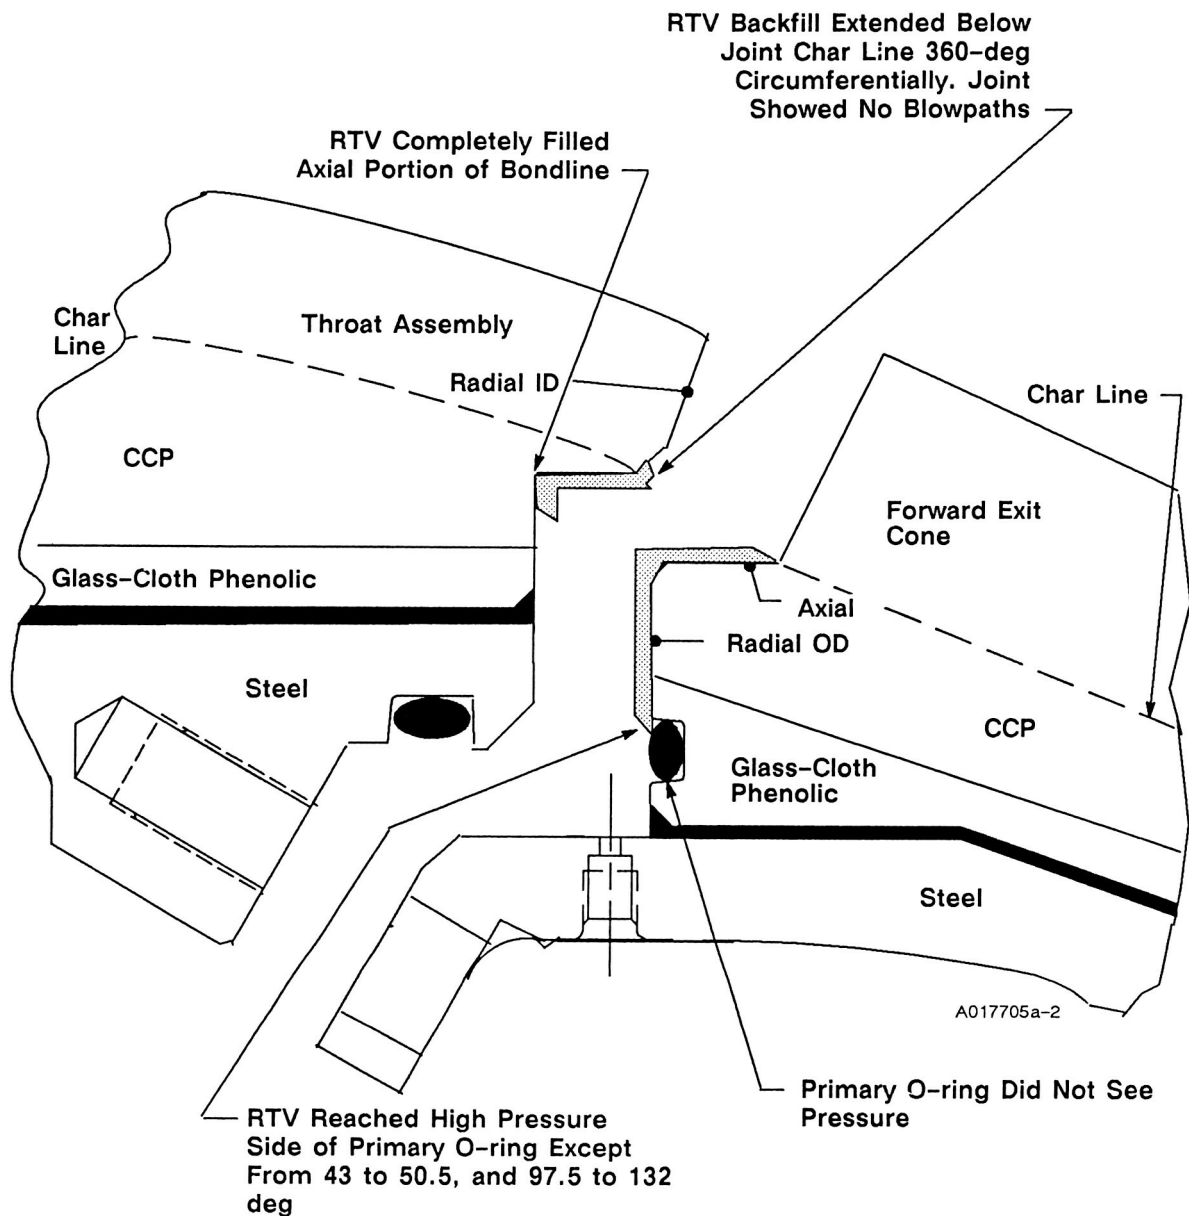 RTV Backfill Extended Below
Joint Char Line 360-deg
Circumferentially. Joint
Showed No Blowpaths
RTV Completely Filled
Axial Portion of Bondline
Char
Line
Throat Assembly
Radial ID
Char Line
CCP
Forward Exit
Cone
Glass-Cloth Phenolic
Axial
Radial OD
Steel
CCP
Glass-Cloth
Phenolic
Steel
A017705a-2
Primary O-ring Did Not See
Pressure
RTV Reached High Pressure
Side of Primary O-ring Except
From 43 to 50.5, and 97.5 to 132
deg